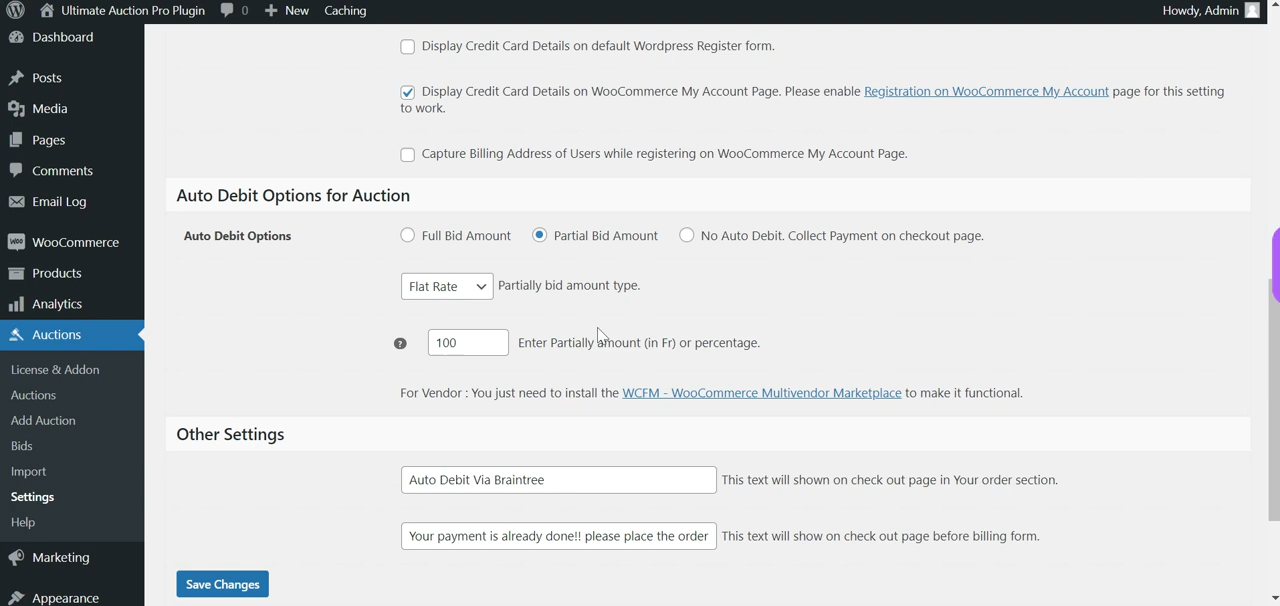 Ultimate Auction Pro Plugin 0 New Caching Howdy, Admin
Dashboard
Posts
Media
Pages
Comments
Email Log
WooCommerce
Products
Analytics
Auctions
License & Addon
Auctions
Add Auction
Bids
Import
Settings
Help
Marketing
Appearance
Display Credit Card Details on default Wordpress Register form.
Display Credit Card Details on WooCommerce My Account Page. Please enable Registration on WooCommerce My Account page for this setting
to work.
Capture Billing Address of Users while registering on WooCommerce My Account Page.
Auto Debit Options for Auction
Auto Debit Options Full Bid Amount Partial Bid Amount No Auto Debit. Collect Payment on checkout page.
Flat Rate Partially bid amount type.
? 100 Enter Partially amount (in Fr) or percentage.
For Vendor : You just need to install the WCFM - WooCommerce Multivendor Marketplace to make it functional.
Other Settings
Auto Debit Via Braintree This text will shown on check out page in Your order section.
Your payment is already done!! please place the order This text will show on check out page before billing form.
Save Changes